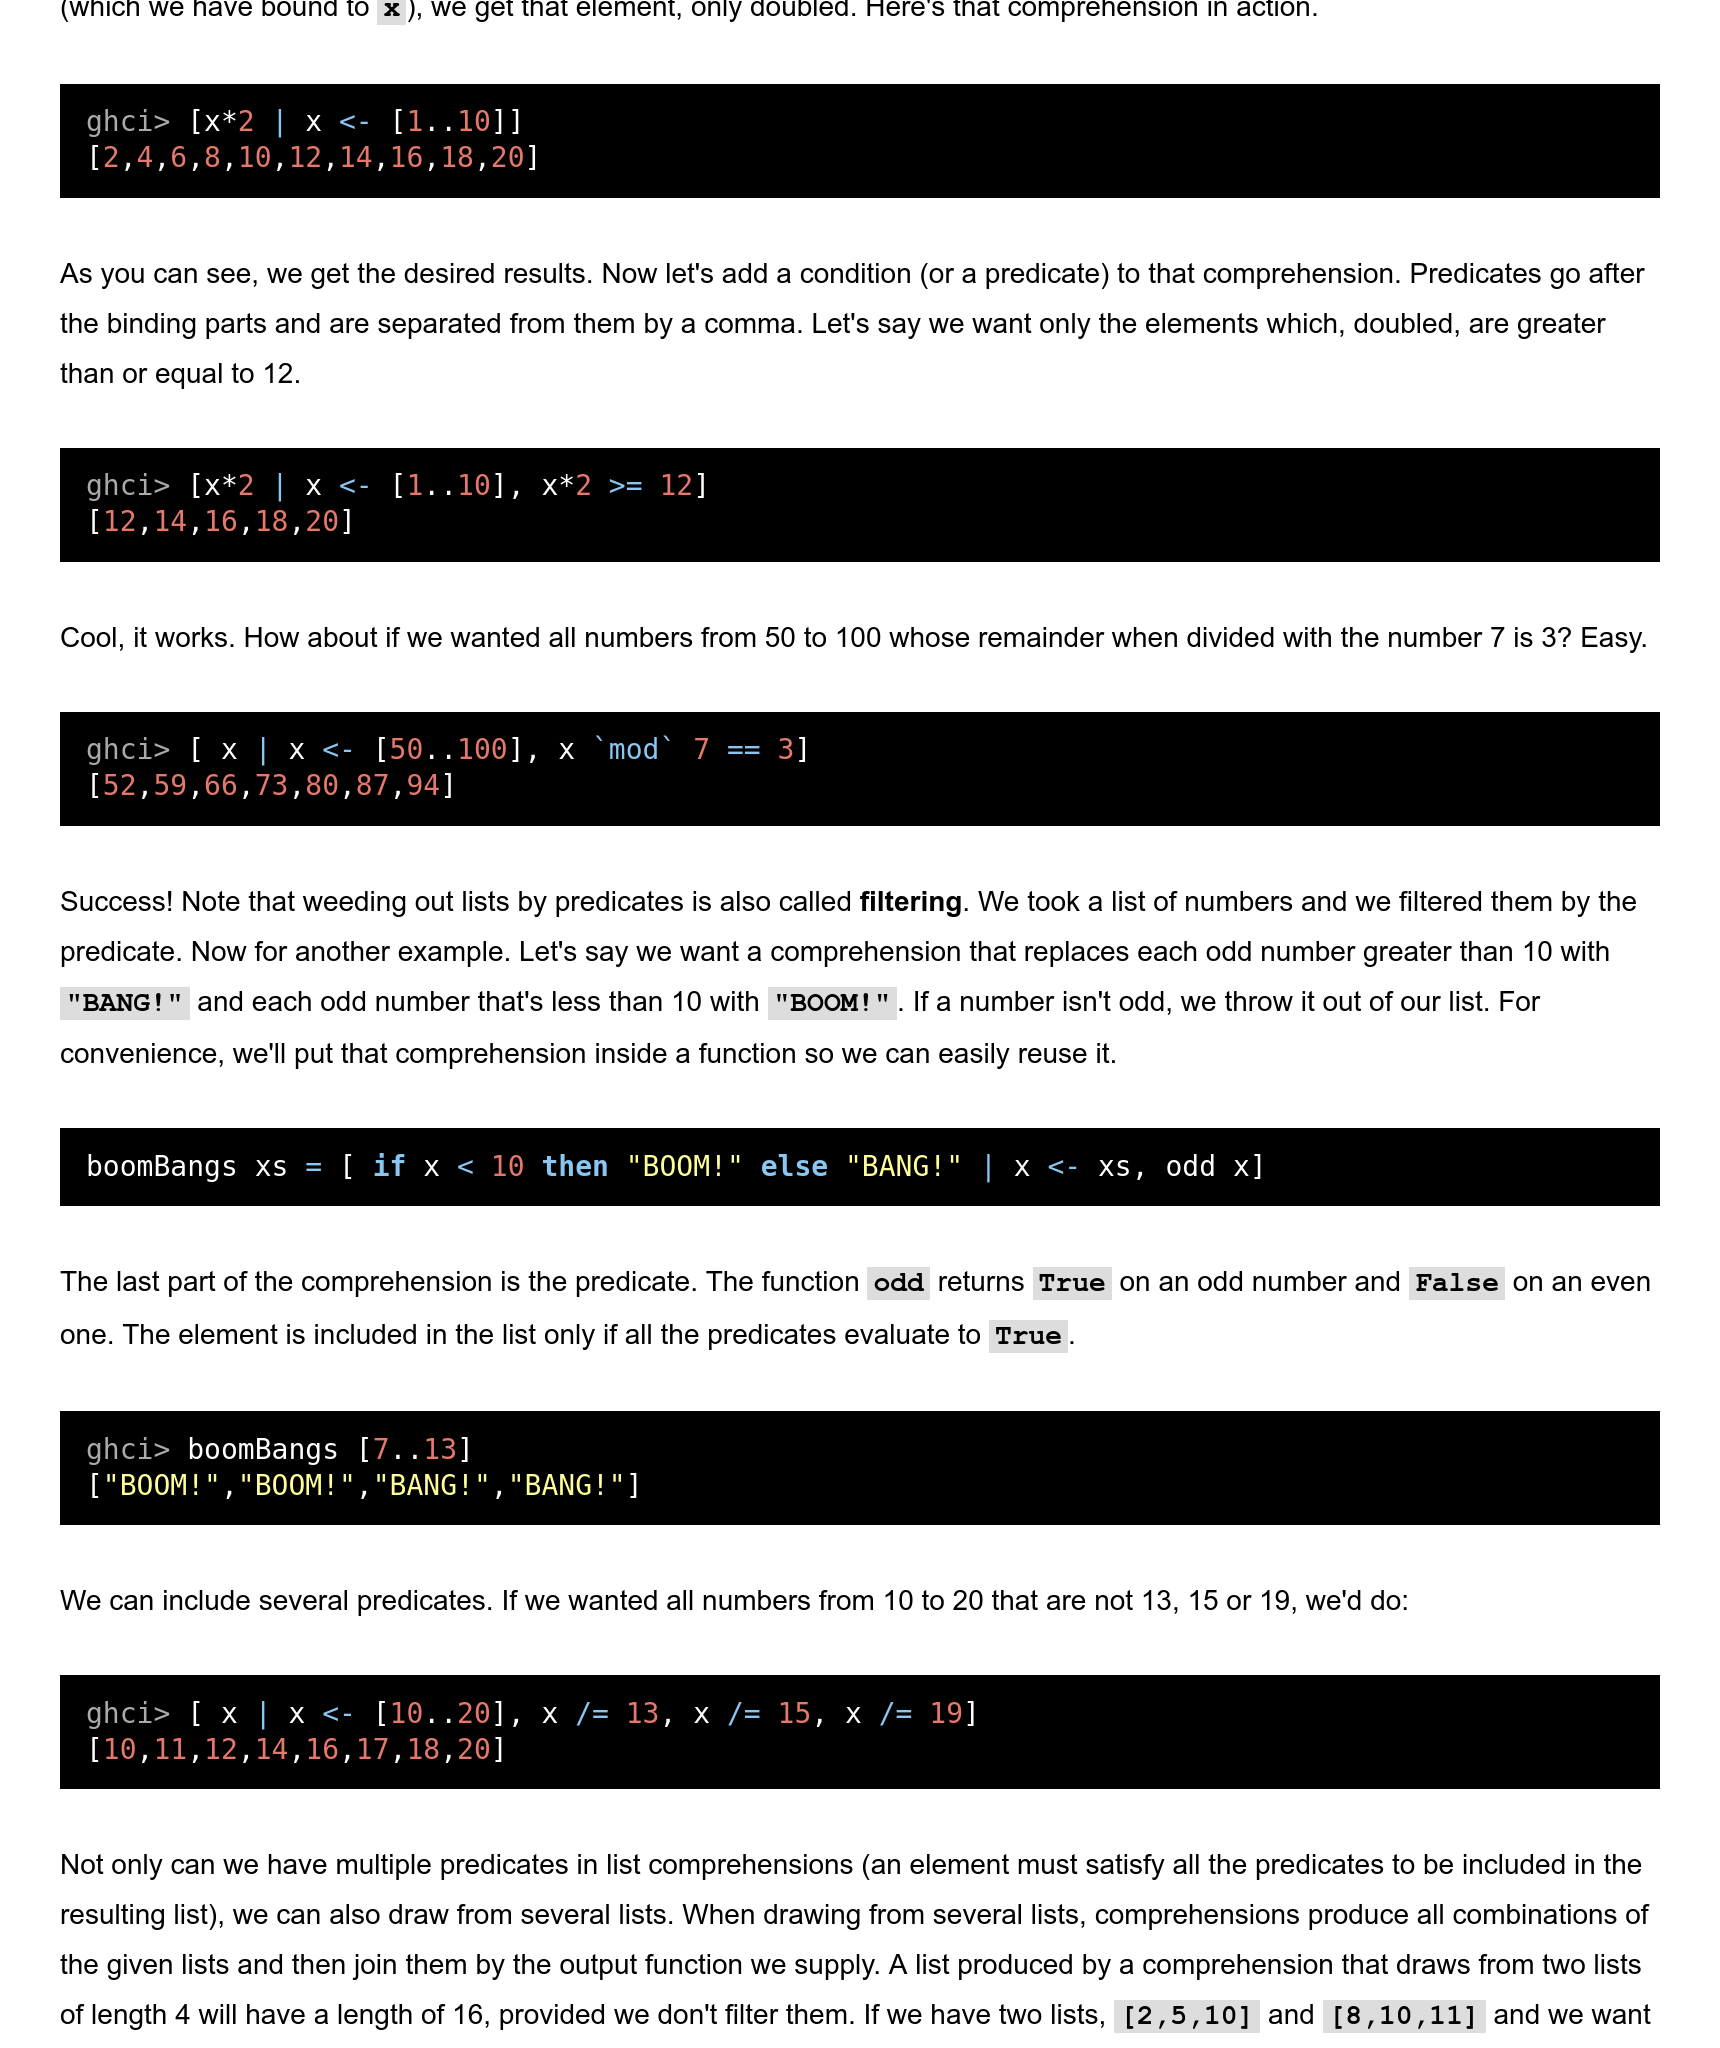 (which we have bound to x), we get that element, only doubled. Here's that comprehension in action.
ghci> [x*2 | x <- [1..10]]
[2,4,6,8,10,12,14,16,18,20]
As you can see, we get the desired results. Now let's add a condition (or a predicate) to that comprehension. Predicates go after
the binding parts and are separated from them by a comma. Let's say we want only the elements which, doubled, are greater
than or equal to 12.
ghci> [x*2 | x <- [1..10], x*2 >= 12]
[12,14,16,18,20]
Cool, it works. How about if we wanted all numbers from 50 to 100 whose remainder when divided with the number 7 is 3? Easy.
ghci> [ x | x <- [50..100], x `mod` 7 == 3]
[52,59,66,73,80,87,94]
Success! Note that weeding out lists by predicates is also called filtering. We took a list of numbers and we filtered them by the
predicate. Now for another example. Let's say we want a comprehension that replaces each odd number greater than 10 with
"BANG!" and each odd number that's less than 10 with "BOOM!". If a number isn't odd, we throw it out of our list. For
convenience, we'll put that comprehension inside a function so we can easily reuse it.
boomBangs xs = [ if x < 10 then "BOOM!" else "BANG!" | x <- xs, odd x]
The last part of the comprehension is the predicate. The function odd returns True on an odd number and False on an even
one. The element is included in the list only if all the predicates evaluate to True.
ghci> boomBangs [7..13]
["BOOM!","BOOM!","BANG!","BANG!"]
We can include several predicates. If we wanted all numbers from 10 to 20 that are not 13, 15 or 19, we'd do:
ghci> [ x | x <- [10..20], x /= 13, x /= 15, x /= 19]
[10,11,12,14,16,17,18,20]
Not only can we have multiple predicates in list comprehensions (an element must satisfy all the predicates to be included in the
resulting list), we can also draw from several lists. When drawing from several lists, comprehensions produce all combinations of
the given lists and then join them by the output function we supply. A list produced by a comprehension that draws from two lists
of length 4 will have a length of 16, provided we don't filter them. If we have two lists, [2,5,10] and [8,10,11] and we want